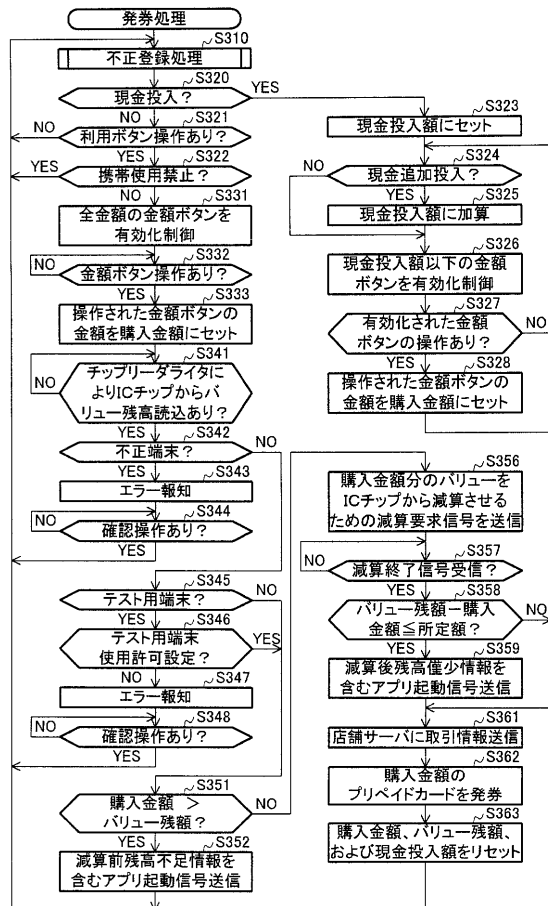 発券処理
S310
不正登録処理
S320
現金投入?
YES
NO
S321
利用ボタン操作あり?
NO
YES
S322
携帯使用禁止?
YES
NO
S331
全金額の金額ボタンを
有効化制御
S332
金額ボタン操作あり?
NO
YES
S333
操作された金額ボタンの
金額を購入金額にセット
S341
チップリーダライタに
よりICチップからバ
リュー残高読込あり?
NO
YES
S342
不正端末?
NO
YES
S343
エラー報知
S344
確認操作あり?
NO
YES
S345
テスト用端末?
NO
YES
S346
テスト用端末
使用許可設定?
YES
NO
S347
エラー報知
S348
確認操作あり?
NO
YES
S351
購入金額 >
バリュー残額?
NO
YES
S352
減算前残高不足情報を
含むアプリ起動信号送信
S323
現金投入額にセット
S324
現金追加投入?
NO
YES
S325
現金投入額に加算
S326
現金投入額以下の金額
ボタンを有効化制御
S327
有効化された金額
ボタンの操作あり?
NO
YES
S328
操作された金額ボタンの
金額を購入金額にセット
S356
購入金額分のバリューを
ICチップから減算させる
ための減算要求信号を送信
S357
減算終了信号受信?
NO
YES
S358
バリュー残額-購入
金額≦所定額?
NO
YES
S359
減算後残高僅少情報を
含むアプリ起動信号送信
S361
店舗サーバに取引情報送信
S362
購入金額の
プリペイドカードを発券
S363
購入金額、バリュー残額、
および現金投入額をリセット